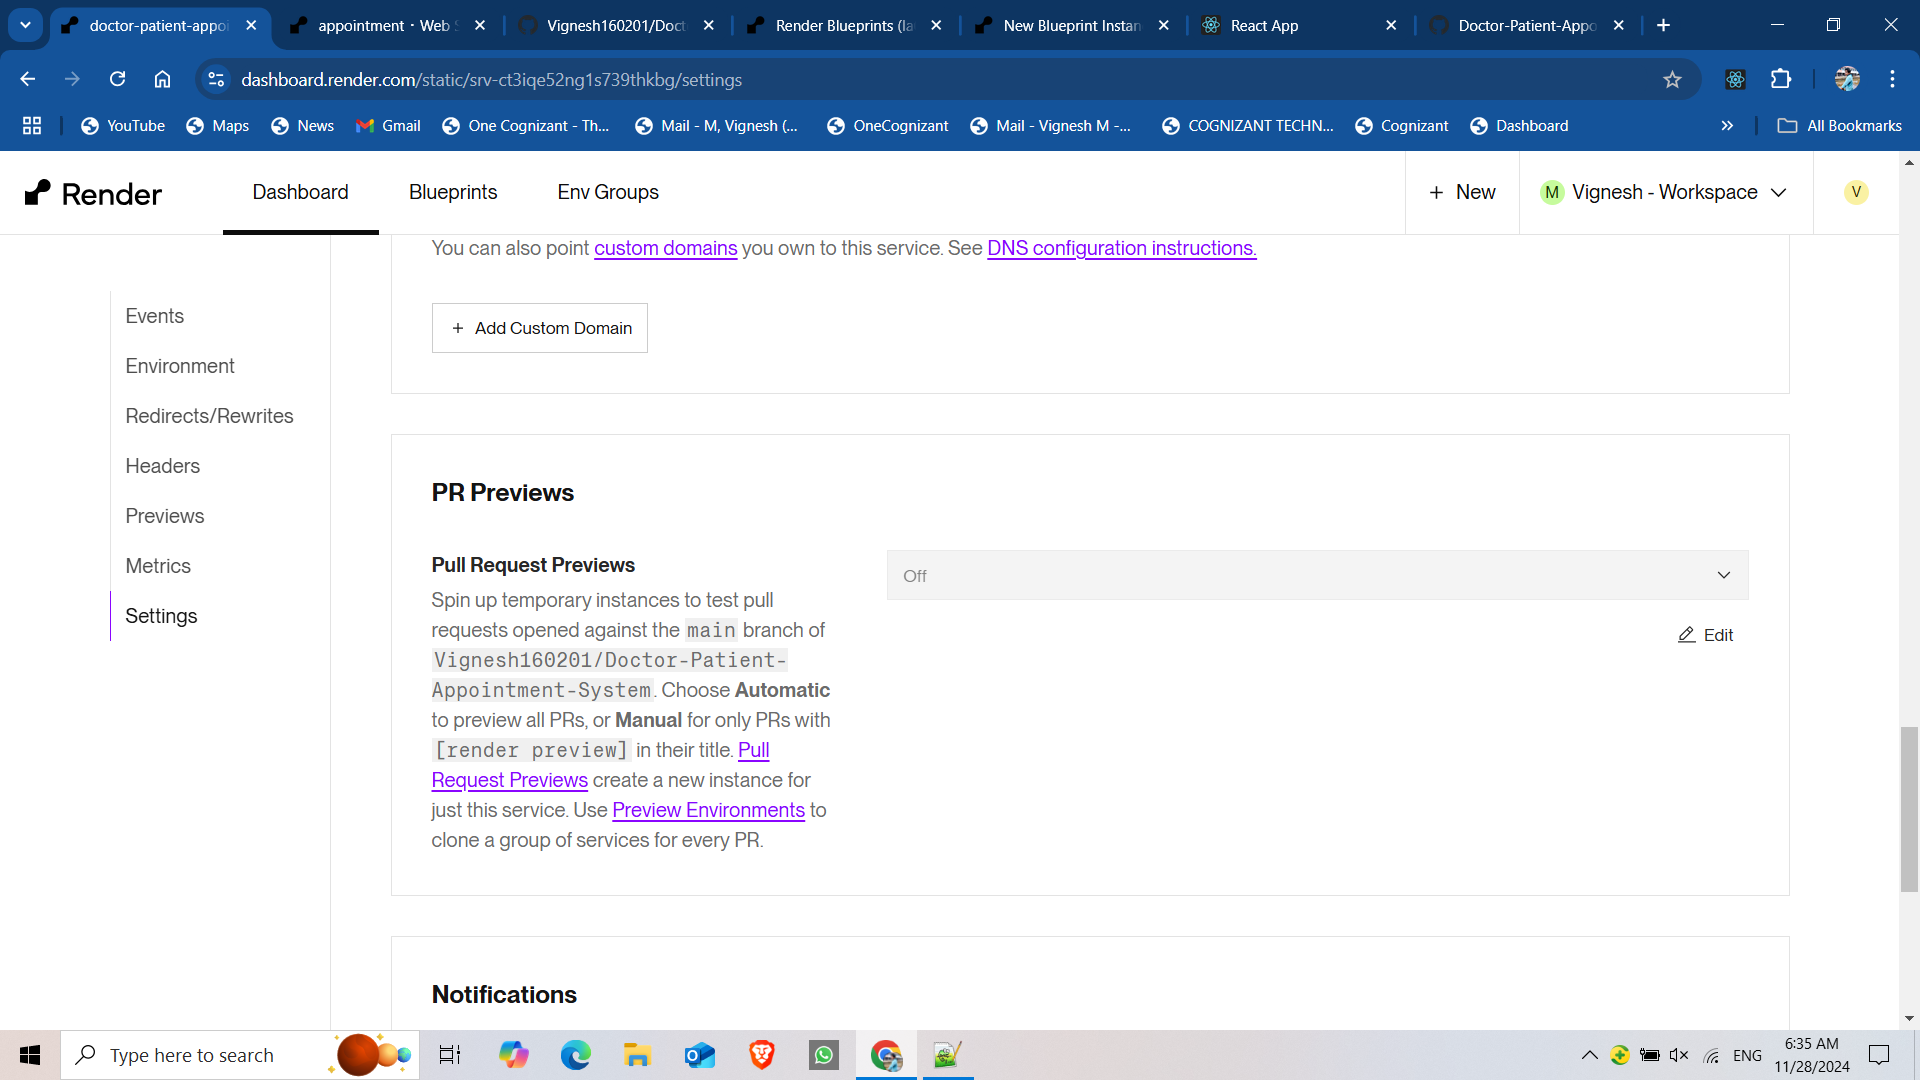 doctor-patient-appoi
appointment · Web S
Vignesh160201/Doct
Render Blueprints (la
New Blueprint Instan
React App
Doctor-Patient-Appo
dashboard.render.com/static/srv-ct3iqe52ng1s739thkbg/settings
YouTube
Maps
News
Gmail
One Cognizant - Th...
Mail - M, Vignesh (...
OneCognizant
Mail - Vignesh M -...
COGNIZANT TECHN...
Cognizant
Dashboard
All Bookmarks
Render
Dashboard
Blueprints
Env Groups
+ New
M Vignesh - Workspace
V
You can also point custom domains you own to this service. See DNS configuration instructions.
+ Add Custom Domain
Events
Environment
Redirects/Rewrites
Headers
Previews
Metrics
Settings
PR Previews
Pull Request Previews
Spin up temporary instances to test pull
requests opened against the main branch of
Vignesh160201/Doctor-Patient-
Appointment-System. Choose Automatic
to preview all PRs, or Manual for only PRs with
[render preview] in their title. Pull
Request Previews create a new instance for
just this service. Use Preview Environments to
clone a group of services for every PR.
Off
Edit
Notifications
Type here to search
ENG
6:35 AM
11/28/2024